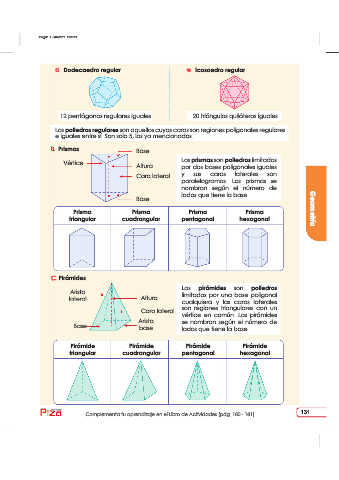 d. Dodecaedro regular
e. Icosaedro regular
12 pentágonos regulares iguales
20 triángulos equiláteros iguales
Los poliedros regulares son aquellos cuyas caras son regiones poligonales regulares
e iguales entre sí. Son solo 5, los ya mencionados
B. Prismas
Base
Vértice
Altura
Cara lateral
Base
Los prismas son poliedros limitados
por dos bases poligonales iguales
y sus caras laterales son
paralelogramos. Los prismas se
nombran según el número de
lados que tiene la base
Geometría
Prisma
triangular
Prisma
cuadrangular
Prisma
pentagonal
Prisma
hexagonal
C. Pirámides
Arista
lateral
Altura
Cara lateral
Arista
base
Base
Las pirámides son poliedros
limitados por una base poligonal
cualquiera y las caras laterales
son regiones triangulares con un
vértice en común. Las pirámides
se nombran según el número de
lados que tiene la base
Pirámide
triangular
Pirámide
cuadrangular
Pirámide
pentagonal
Pirámide
hexagonal
Complementa tu aprendizaje en el Libro de Actividades (pág. 180 - 181)
131